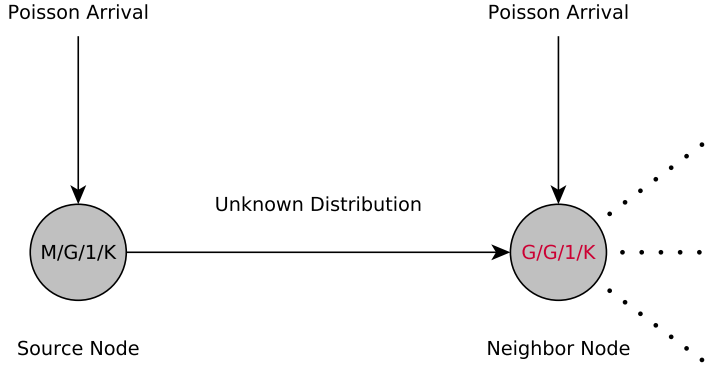 Poisson Arrival
Poisson Arrival
Unknown Distribution
M/G/1/K
G/G/1/K
Source Node
Neighbor Node